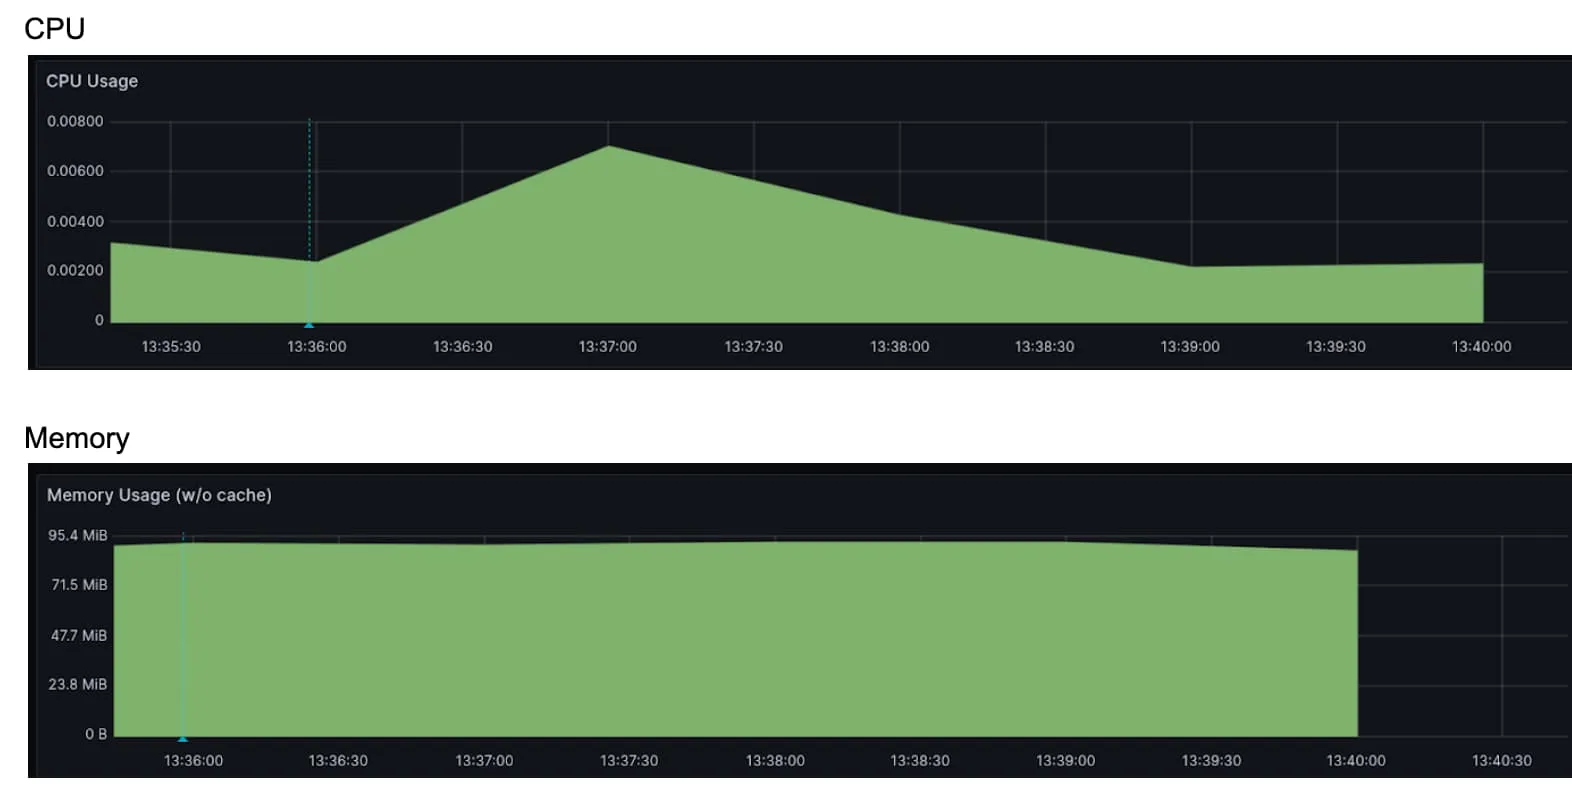 CPU
CPU Usage
0.00800
0.00600
0.00400
0.00200
0
13:35:30 13:36:00 13:36:30 13:37:00 13:37:30 13:38:00 13:38:30 13:39:00 13:39:30 13:40:00
Memory
Memory Usage (w/o cache)
95.4 MiB
71.5 MiB
47.7 MiB
23.8 MiB
0 B
13:36:00 13:36:30 13:37:00 13:37:30 13:38:00 13:38:30 13:39:00 13:39:30 13:40:00 13:40:30